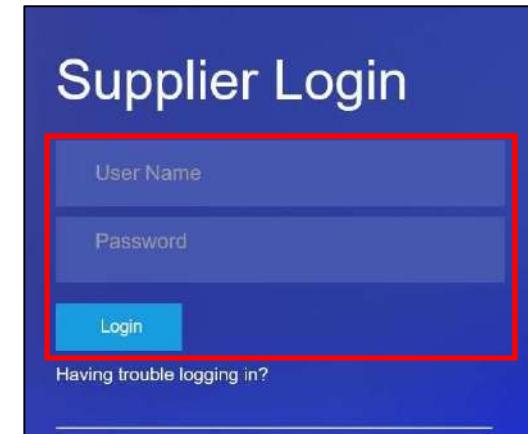 Supplier Login
User Name
Password
Login
Having trouble logging in?